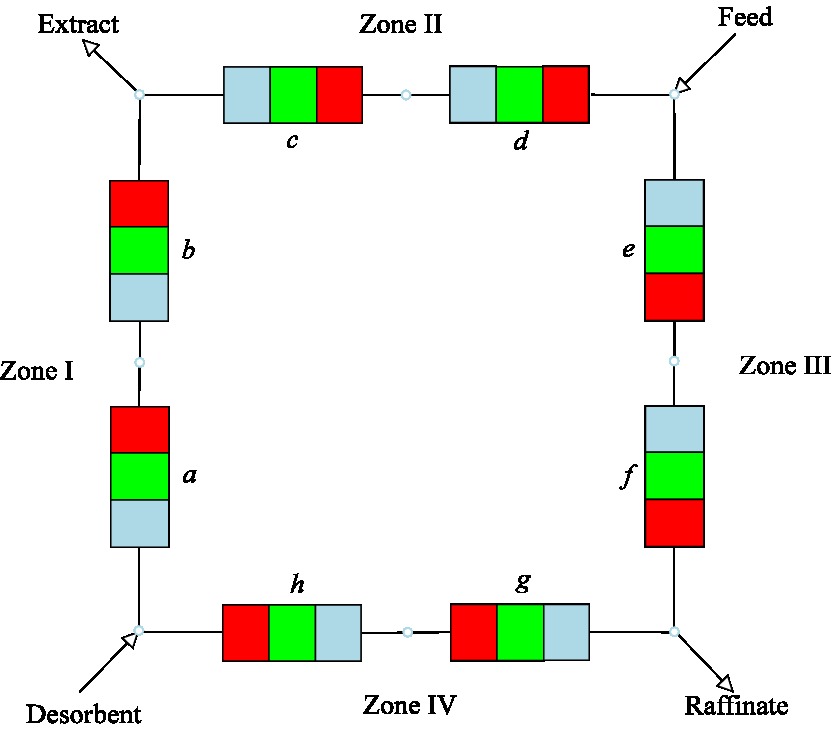 Extract
Zone II
Feed
c
d
b
e
Zone I
Zone III
a
f
h
g
Desorbent
Zone IV
Raffinate